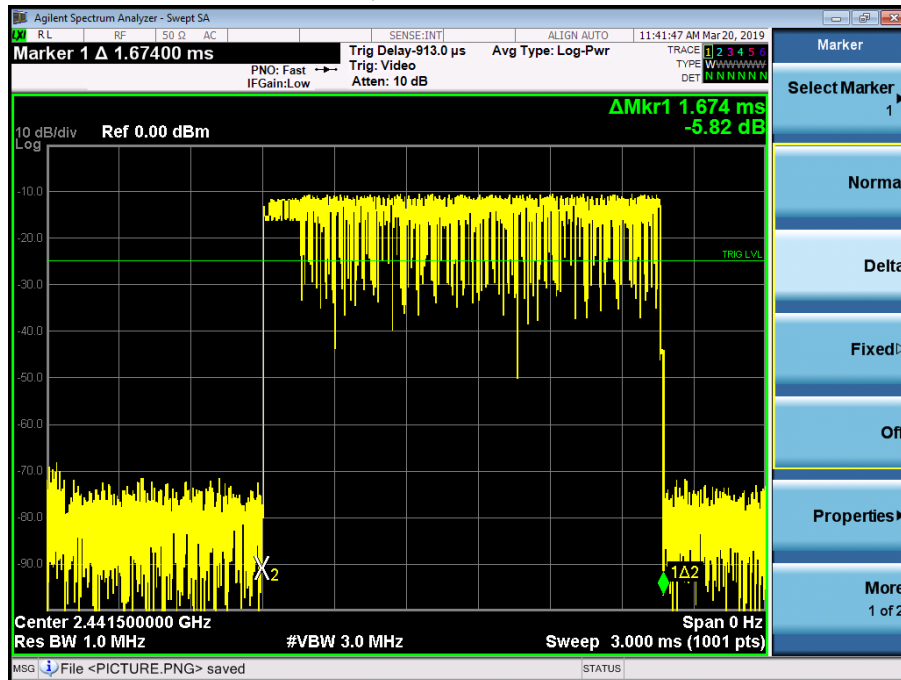 Agilent Spectrum Analyzer - Swept SA
LXI RL RF 50 Ω AC SENSE:INT ALIGN AUTO 11:41:47 AM Mar 20, 2019
Marker 1 Δ 1.67400 ms
PNO: Fast
IFGain:Low
Trig Delay-913.0 µs
Trig: Video
Atten: 10 dB
Avg Type: Log-Pwr
TRACE 1 2 3 4 5 6
TYPE WWWWWW
DET N N N N N N
ΔMkr1 1.674 ms
-5.82 dB
10 dB/div Ref 0.00 dBm
Log
-10.0
-20.0
TRIG LVL
-30.0
-40.0
-50.0
-60.0
-70.0
-80.0
-90.0
X2
1Δ2
Center 2.441500000 GHz Span 0 Hz
Res BW 1.0 MHz #VBW 3.0 MHz Sweep 3.000 ms (1001 pts)
MSG File <PICTURE.PNG> saved STATUS
Marker
Select Marker
1
Norma
Delta
Fixed
Off
Properties
More
1 of 2